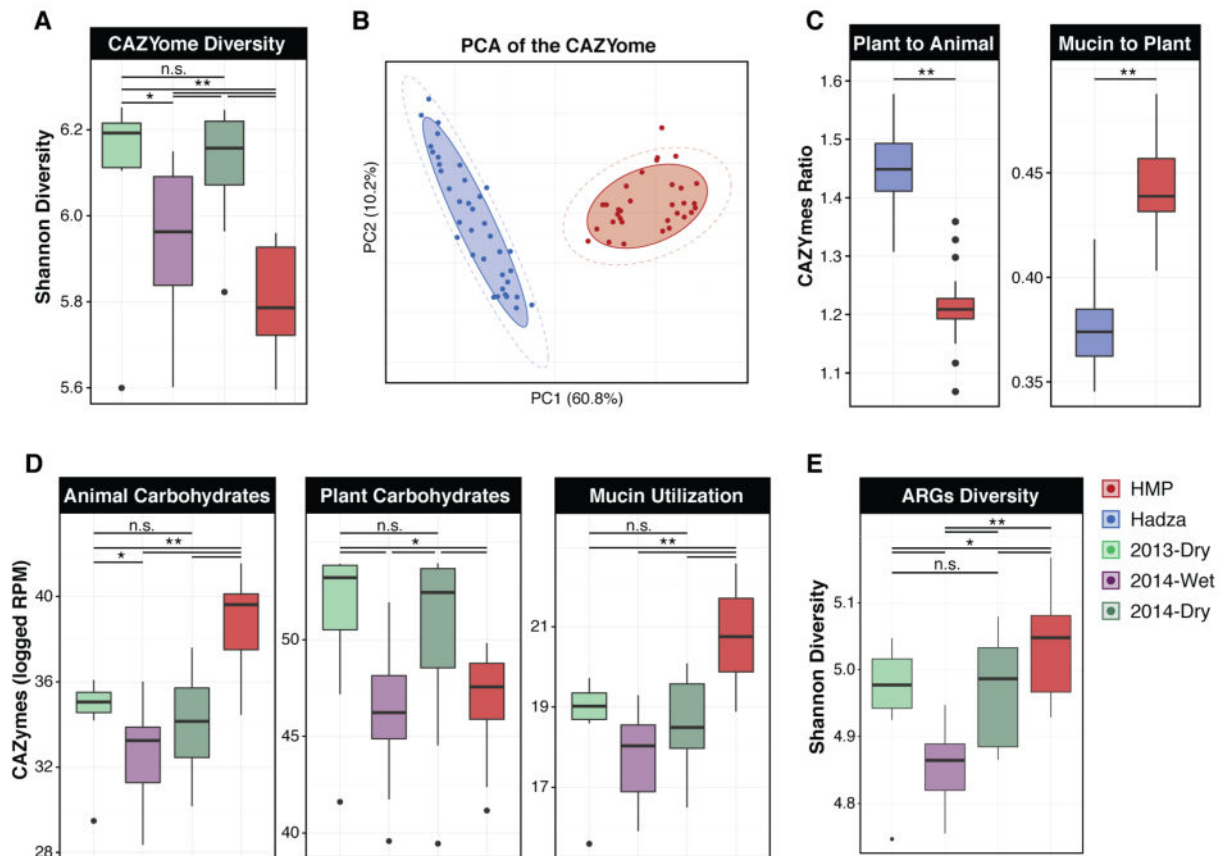 A
CAZYome Diversity
n.s.
**
*
Shannon Diversity
6.2
6.0
5.8
5.6
B
PCA of the CAZYome
PC2 (10.2%)
PC1 (60.8%)
C
Plant to Animal
Mucin to Plant
**
**
CAZYmes Ratio
1.6
1.5
1.4
1.3
1.2
1.1
0.45
0.40
0.35
D
Animal Carbohydrates
n.s.
**
*
CAZymes (logged RPM)
40
36
32
28
Plant Carbohydrates
n.s.
*
50
45
40
Mucin Utilization
n.s.
**
21
19
17
E
ARGs Diversity
**
*
n.s.
Shannon Diversity
5.1
5.0
4.9
4.8
HMP
Hadza
2013-Dry
2014-Wet
2014-Dry